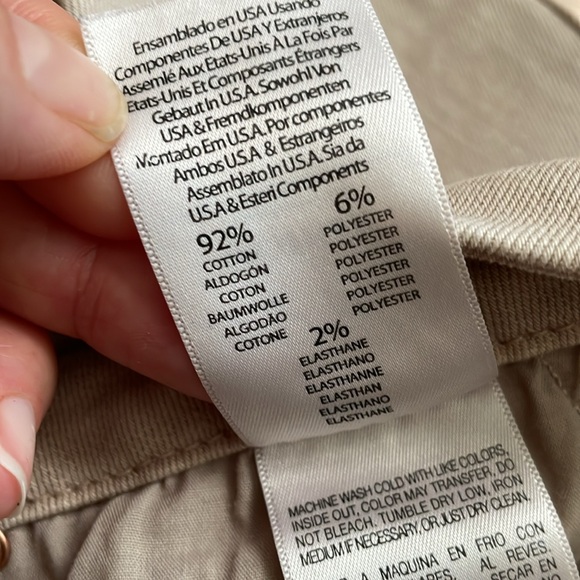 Ensamblado en USA Usando
Componentes De USA Y Extranjeros
Assemlé Aux Etats-Unis A La Fois Par
Etats-Unis Et Composants Étrangers
Gebaut In U.S.A. Sowohl Von
USA & Fremdkomponenten
Montado Em U.S.A. Por componentes
Ambos U.S.A & Estrangeiros
Assemblato In U.S.A. Sia da
U.S.A & Esteri Components
92%
COTTON
ALDOGÓN
COTON
BAUMWOLLE
ALGODÃO
COTONE
6%
POLYESTER
POLYESTER
POLYESTER
POLYESTER
POLYESTER
POLYESTER
2%
ELASTHANE
ELASTHANO
ELASTHANNE
ELASTHAN
ELASTHANO
ELASTHANE
MACHINE WASH COLD WITH LIKE COLORS,
INSIDE OUT, COLOR MAY TRANSFER. DO
NOT BLEACH. TUMBLE DRY LOW, IRON
MEDIUM IF NECESSARY, OR JUST DRY CLEAN.
A MAQUINA EN FRIO CON
AL REVES.